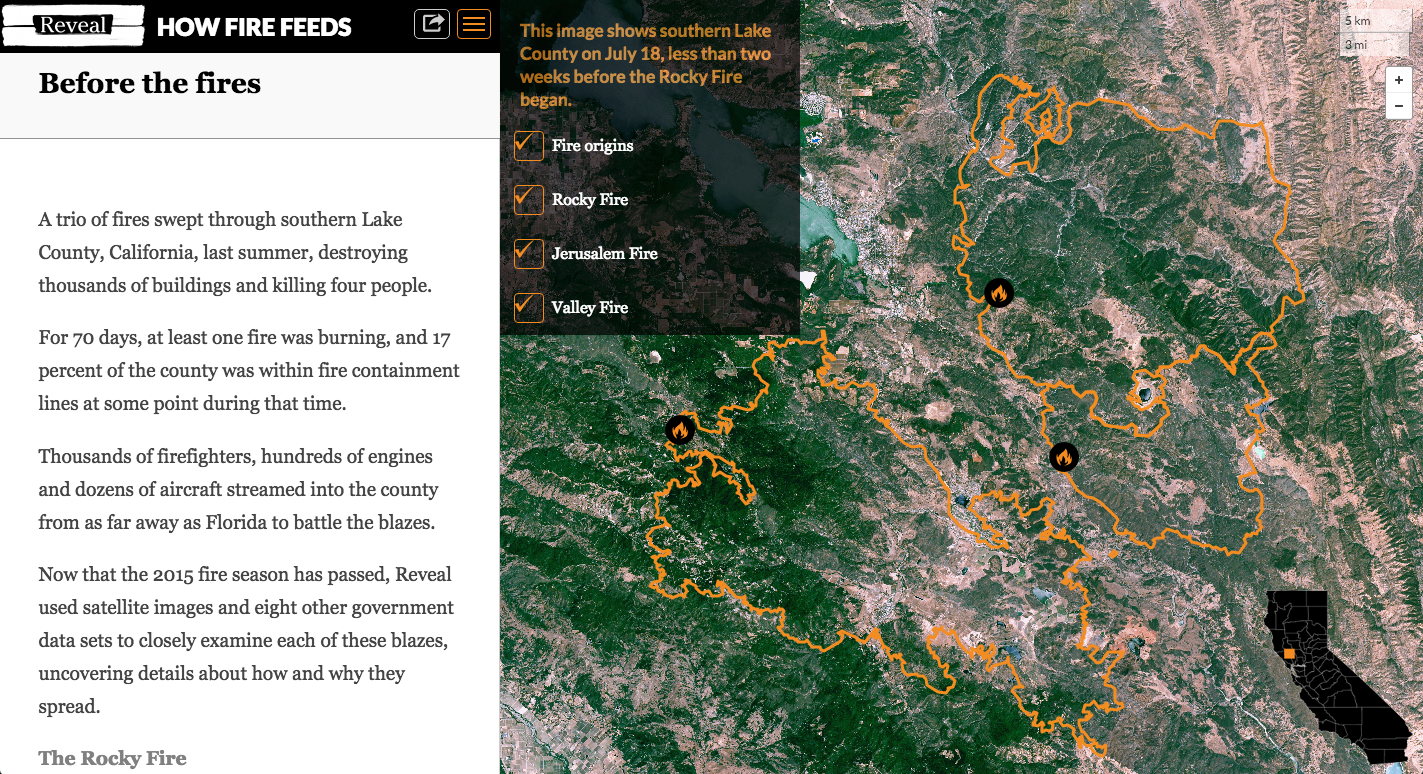 Reveal
HOW FIRE FEEDS
Before the fires
A trio of fires swept through southern Lake
County, California, last summer, destroying
thousands of buildings and killing four people.
For 70 days, at least one fire was burning, and 17
percent of the county was within fire containment
lines at some point during that time.
Thousands of firefighters, hundreds of engines
and dozens of aircraft streamed into the county
from as far away as Florida to battle the blazes.
Now that the 2015 fire season has passed, Reveal
used satellite images and eight other government
data sets to closely examine each of these blazes,
uncovering details about how and why they
spread.
The Rocky Fire
This image shows southern Lake
County on July 18, less than two
weeks before the Rocky Fire
began.
Fire origins
Rocky Fire
Jerusalem Fire
Valley Fire
5 km
3 mi
+
−